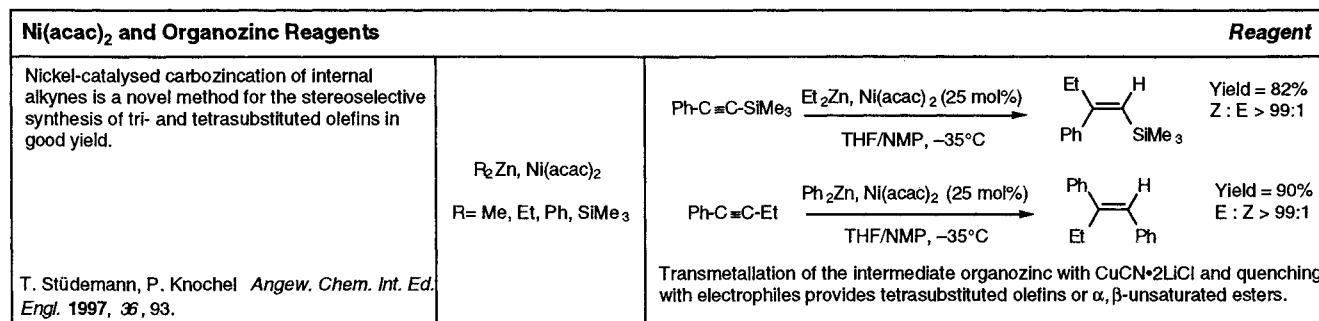 Ni(acac)₂ and Organozinc Reagents
Reagent
Nickel-catalysed carbozincation of internal
alkynes is a novel method for the stereoselective
synthesis of tri- and tetrasubstituted olefins in
good yield.
T. Stüdemann, P. Knochel Angew. Chem. Int. Ed.
Engl. 1997, 36, 93.
R₂Zn, Ni(acac)₂
R= Me, Et, Ph, SiMe₃
Ph-C≡C-SiMe₃
Et₂Zn, Ni(acac)₂ (25 mol%)
THF/NMP, –35°C
Et H
Ph SiMe₃
Yield = 82%
Z : E > 99:1
Ph-C≡C-Et
Ph₂Zn, Ni(acac)₂ (25 mol%)
THF/NMP, –35°C
Ph H
Et Ph
Yield = 90%
E : Z > 99:1
Transmetallation of the intermediate organozinc with CuCN•2LiCl and quenching
with electrophiles provides tetrasubstituted olefins or α,β-unsaturated esters.